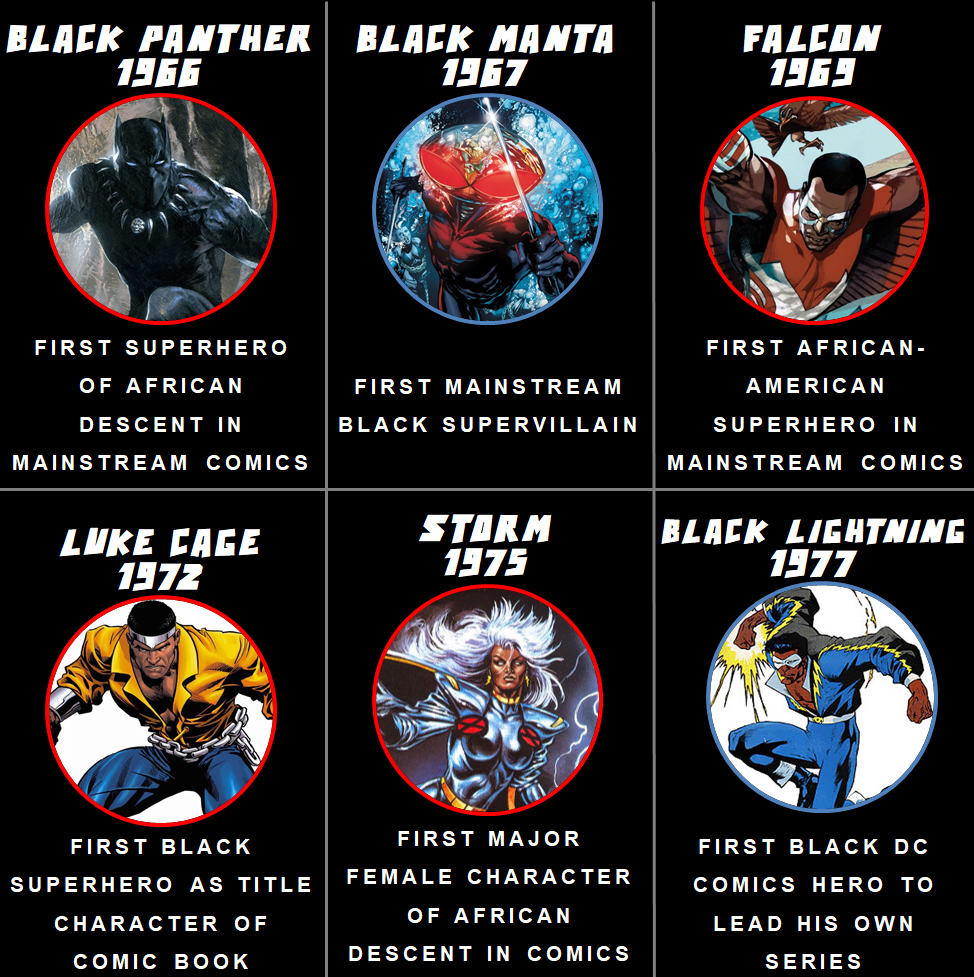 BLACK PANTHER
1966
FIRST SUPERHERO
OF AFRICAN
DESCENT IN
MAINSTREAM COMICS
BLACK MANTA
1967
FIRST MAINSTREAM
BLACK SUPERVILLAIN
FALCON
1969
FIRST AFRICAN-
AMERICAN
SUPERHERO IN
MAINSTREAM COMICS
LUKE CAGE
1972
FIRST BLACK
SUPERHERO AS TITLE
CHARACTER OF
COMIC BOOK
STORM
1975
FIRST MAJOR
FEMALE CHARACTER
OF AFRICAN
DESCENT IN COMICS
BLACK LIGHTNING
1977
FIRST BLACK DC
COMICS HERO TO
LEAD HIS OWN
SERIES